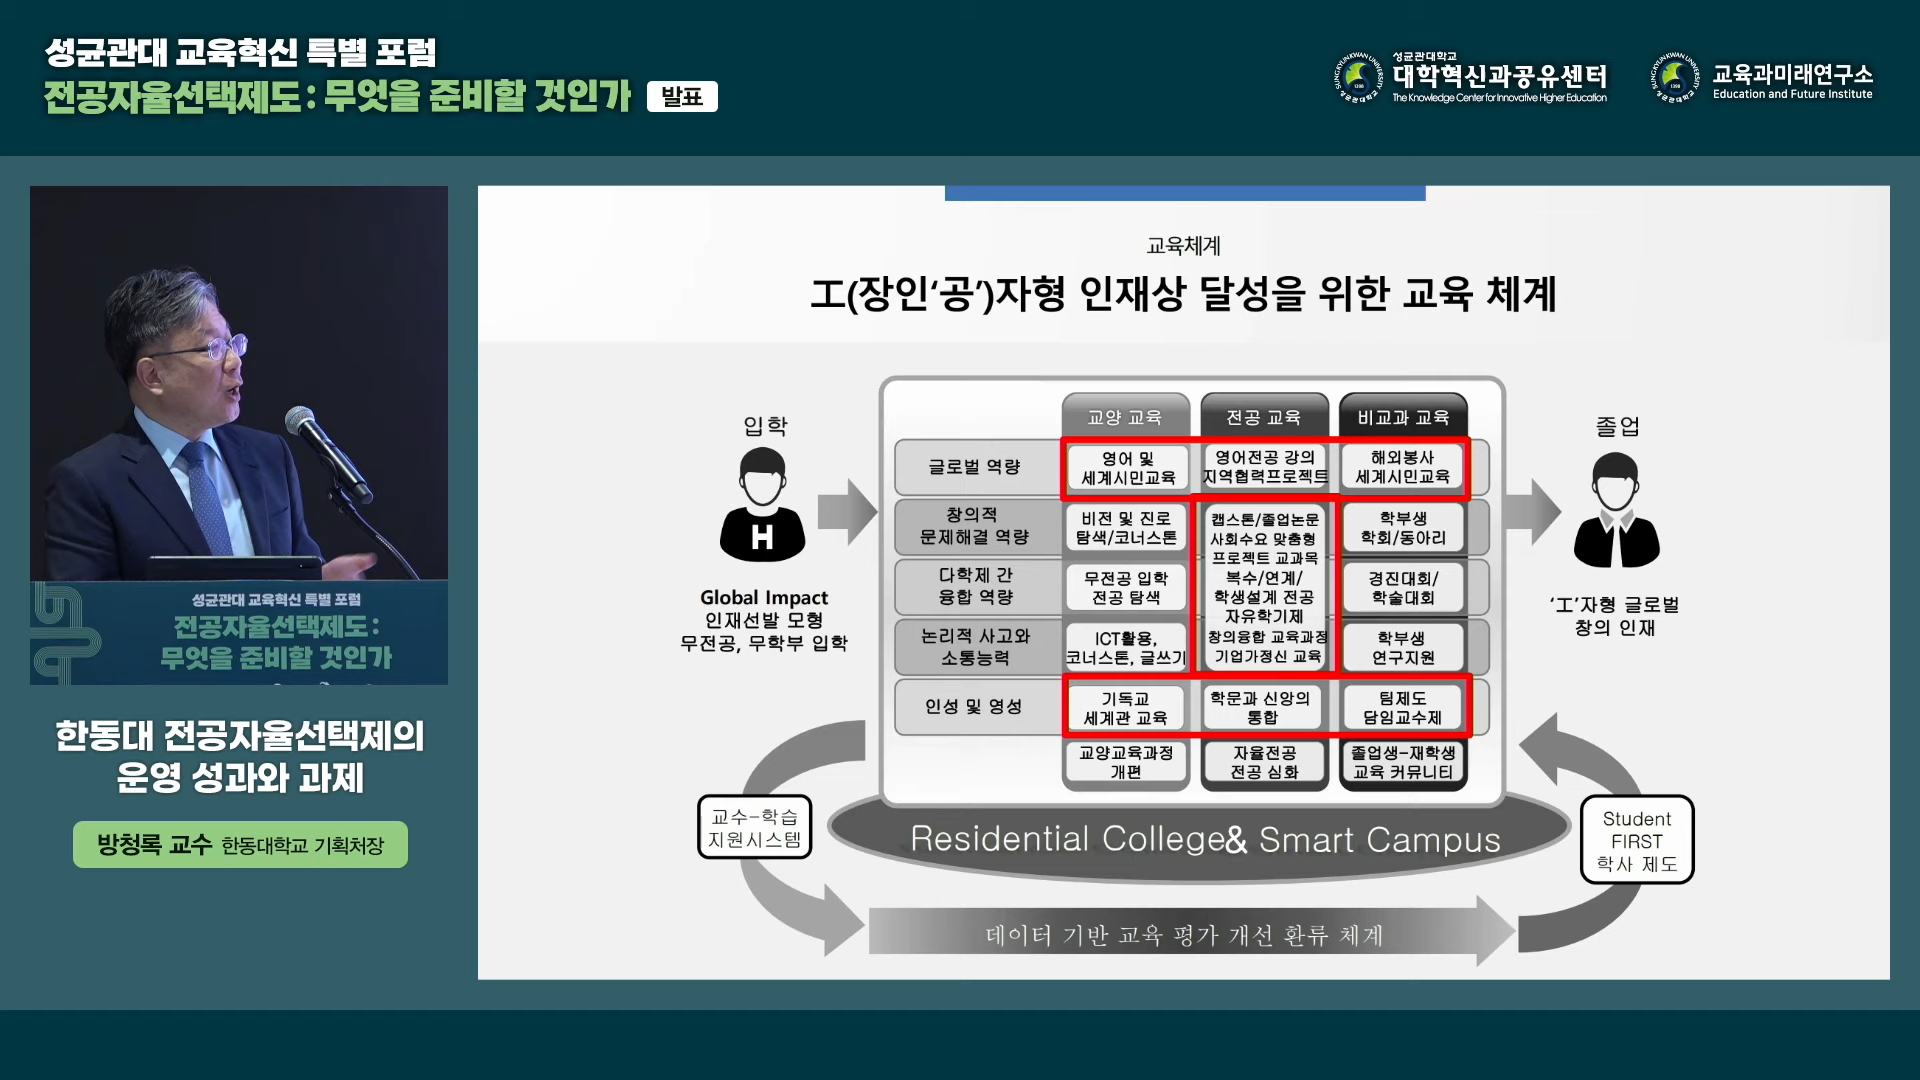 성균관대 교육혁신 특별 포럼
전공자율선택제도 : 무엇을 준비할 것인가 발표
성균관대학교
대학혁신과공유센터
The Knowledge Center for Innovative Higher Education
교육과미래연구소
Education and Future Institute
성균관대 교육혁신 특별 포럼
전공자율선택제도 :
무엇을 준비할 것인가
한동대 전공자율선택제의
운영 성과와 과제
방청록 교수 한동대학교 기획처장
교육체계
工(장인‘공’)자형 인재상 달성을 위한 교육 체계
입학
H
Global Impact
인재선발 모형
무전공, 무학부 입학
교양 교육
전공 교육
비교과 교육
글로벌 역량
영어 및
세계시민교육
영어전공 강의
지역협력프로젝트
해외봉사
세계시민교육
창의적
문제해결 역량
비전 및 진로
탐색/코너스톤
캡스톤/졸업논문
사회수요 맞춤형
프로젝트 교과목
복수/연계/
학생설계 전공
자유학기제
창의융합 교육과정
기업가정신 교육
학부생
학회/동아리
다학제 간
융합 역량
무전공 입학
전공 탐색
경진대회/
학술대회
논리적 사고와
소통능력
ICT활용,
코너스톤, 글쓰기
학부생
연구지원
인성 및 영성
기독교
세계관 교육
학문과 신앙의
통합
팀제도
담임교수제
교양교육과정
개편
자율전공
전공 심화
졸업생-재학생
교육 커뮤니티
졸업
‘工’자형 글로벌
창의 인재
교수-학습
지원시스템
Residential College& Smart Campus
Student
FIRST
학사 제도
데이터 기반 교육 평가 개선 환류 체계